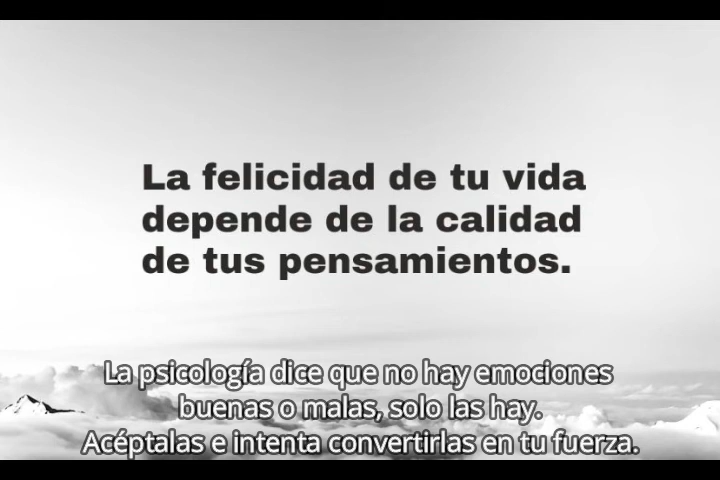 La felicidad de tu vida
depende de la calidad
de tus pensamientos.
La psicología dice que no hay emociones
buenas o malas, solo las hay.
Acéptalas e intenta convertirlas en tu fuerza.